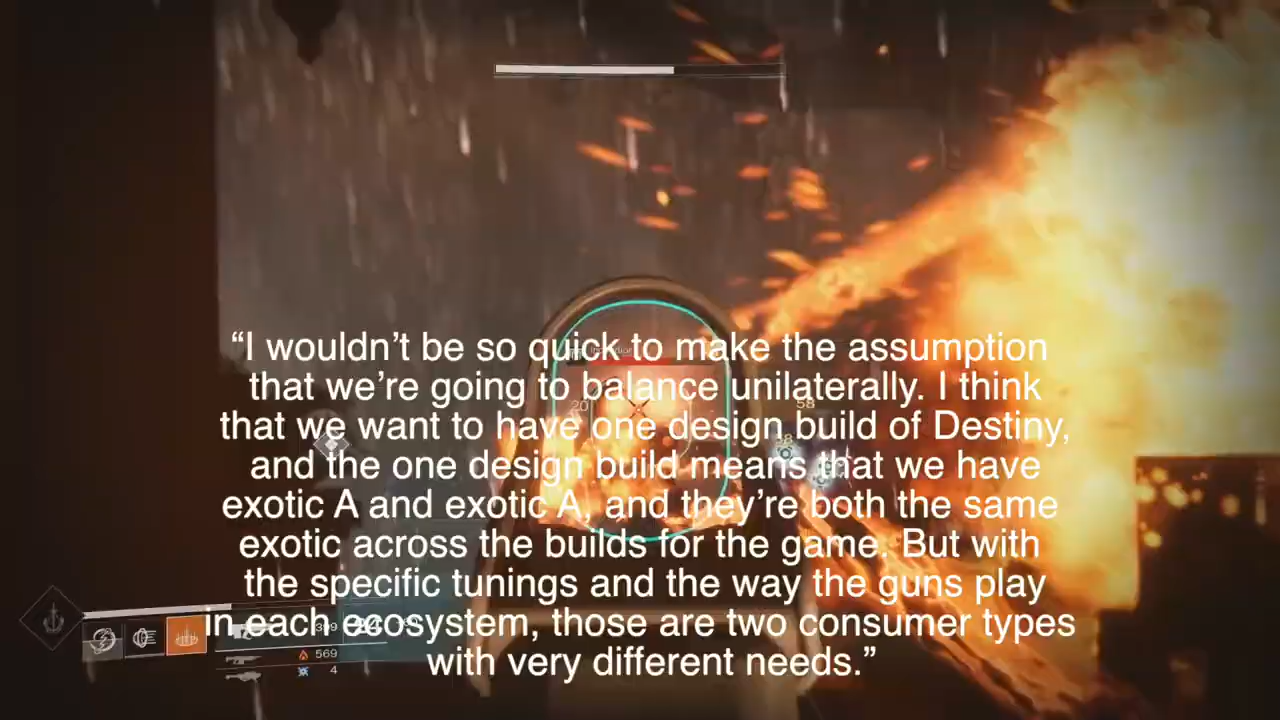 “I wouldn’t be so quick to make the assumption
that we’re going to balance unilaterally. I think
that we want to have one design build of Destiny,
and the one design build means that we have
exotic A and exotic A, and they’re both the same
exotic across the builds for the game. But with
the specific tunings and the way the guns play
in each ecosystem, those are two consumer types
with very different needs.”
58
569
4